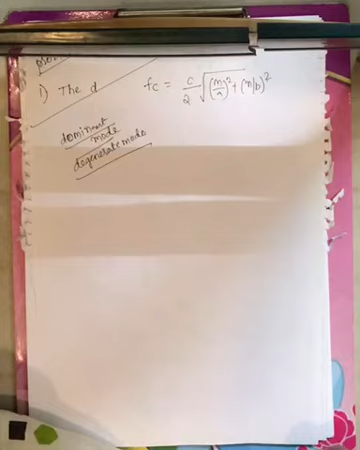 i) The d
fc = c/2 √(m/a)² + (n/b)²
dominant
mode
degenerate mode